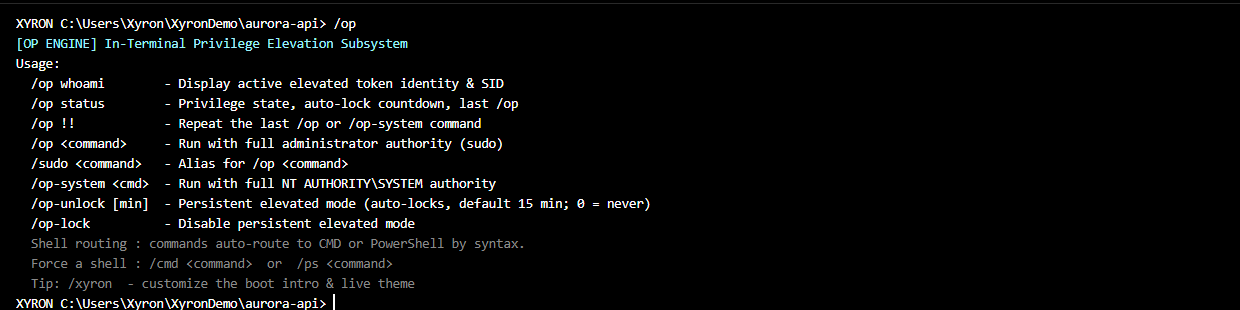 XYRON C:\Users\Xyron\XyronDemo\aurora-api> /op
[OP ENGINE] In-Terminal Privilege Elevation Subsystem
Usage:
  /op whoami        - Display active elevated token identity & SID
  /op status        - Privilege state, auto-lock countdown, last /op
  /op !!            - Repeat the last /op or /op-system command
  /op <command>     - Run with full administrator authority (sudo)
  /sudo <command>   - Alias for /op <command>
  /op-system <cmd>  - Run with full NT AUTHORITY\SYSTEM authority
  /op-unlock [min]  - Persistent elevated mode (auto-locks, default 15 min; 0 = never)
  /op-lock          - Disable persistent elevated mode
  Shell routing : commands auto-route to CMD or PowerShell by syntax.
  Force a shell : /cmd <command>  or  /ps <command>
  Tip: /xyron  - customize the boot intro & live theme
XYRON C:\Users\Xyron\XyronDemo\aurora-api>